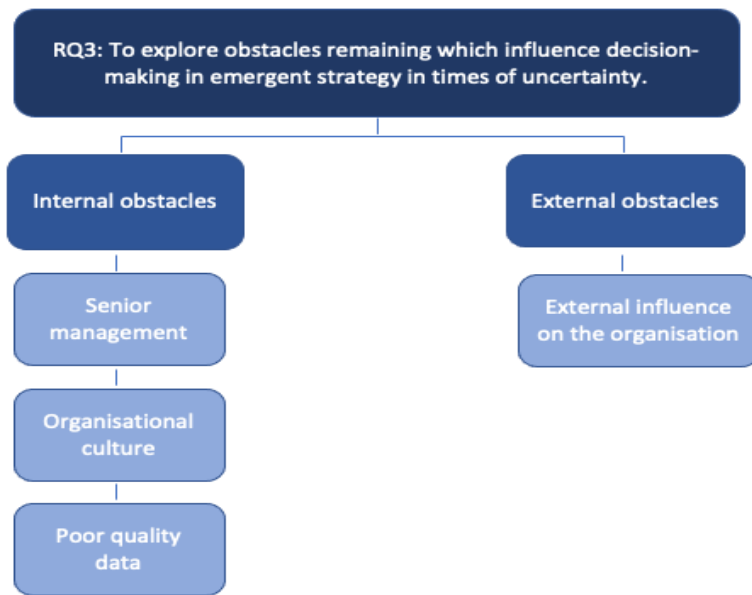 RQ3: To explore obstacles remaining which influence decision-
making in emergent strategy in times of uncertainty.
Internal obstacles
External obstacles
Senior
management
External influence
on the organisation
Organisational
culture
Poor quality
data